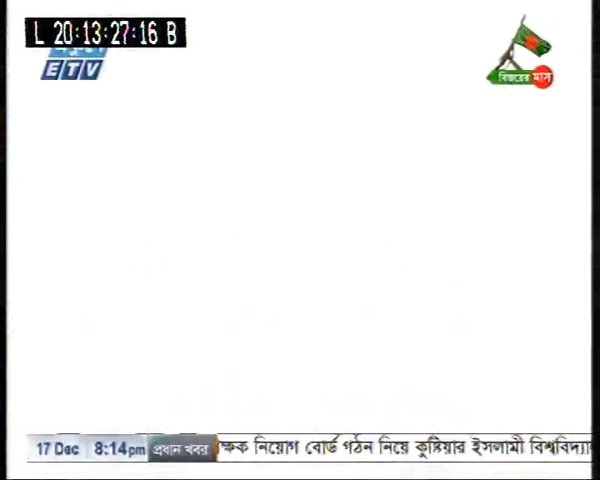 L 20:13:27:16 B
ETV
বিজয়ের মাস
17 Dec 8:14pm প্রধান খবর ক্ষক নিয়োগ বোর্ড গঠন নিয়ে কুষ্টিয়ার ইসলামী বিশ্ববিদ্যা